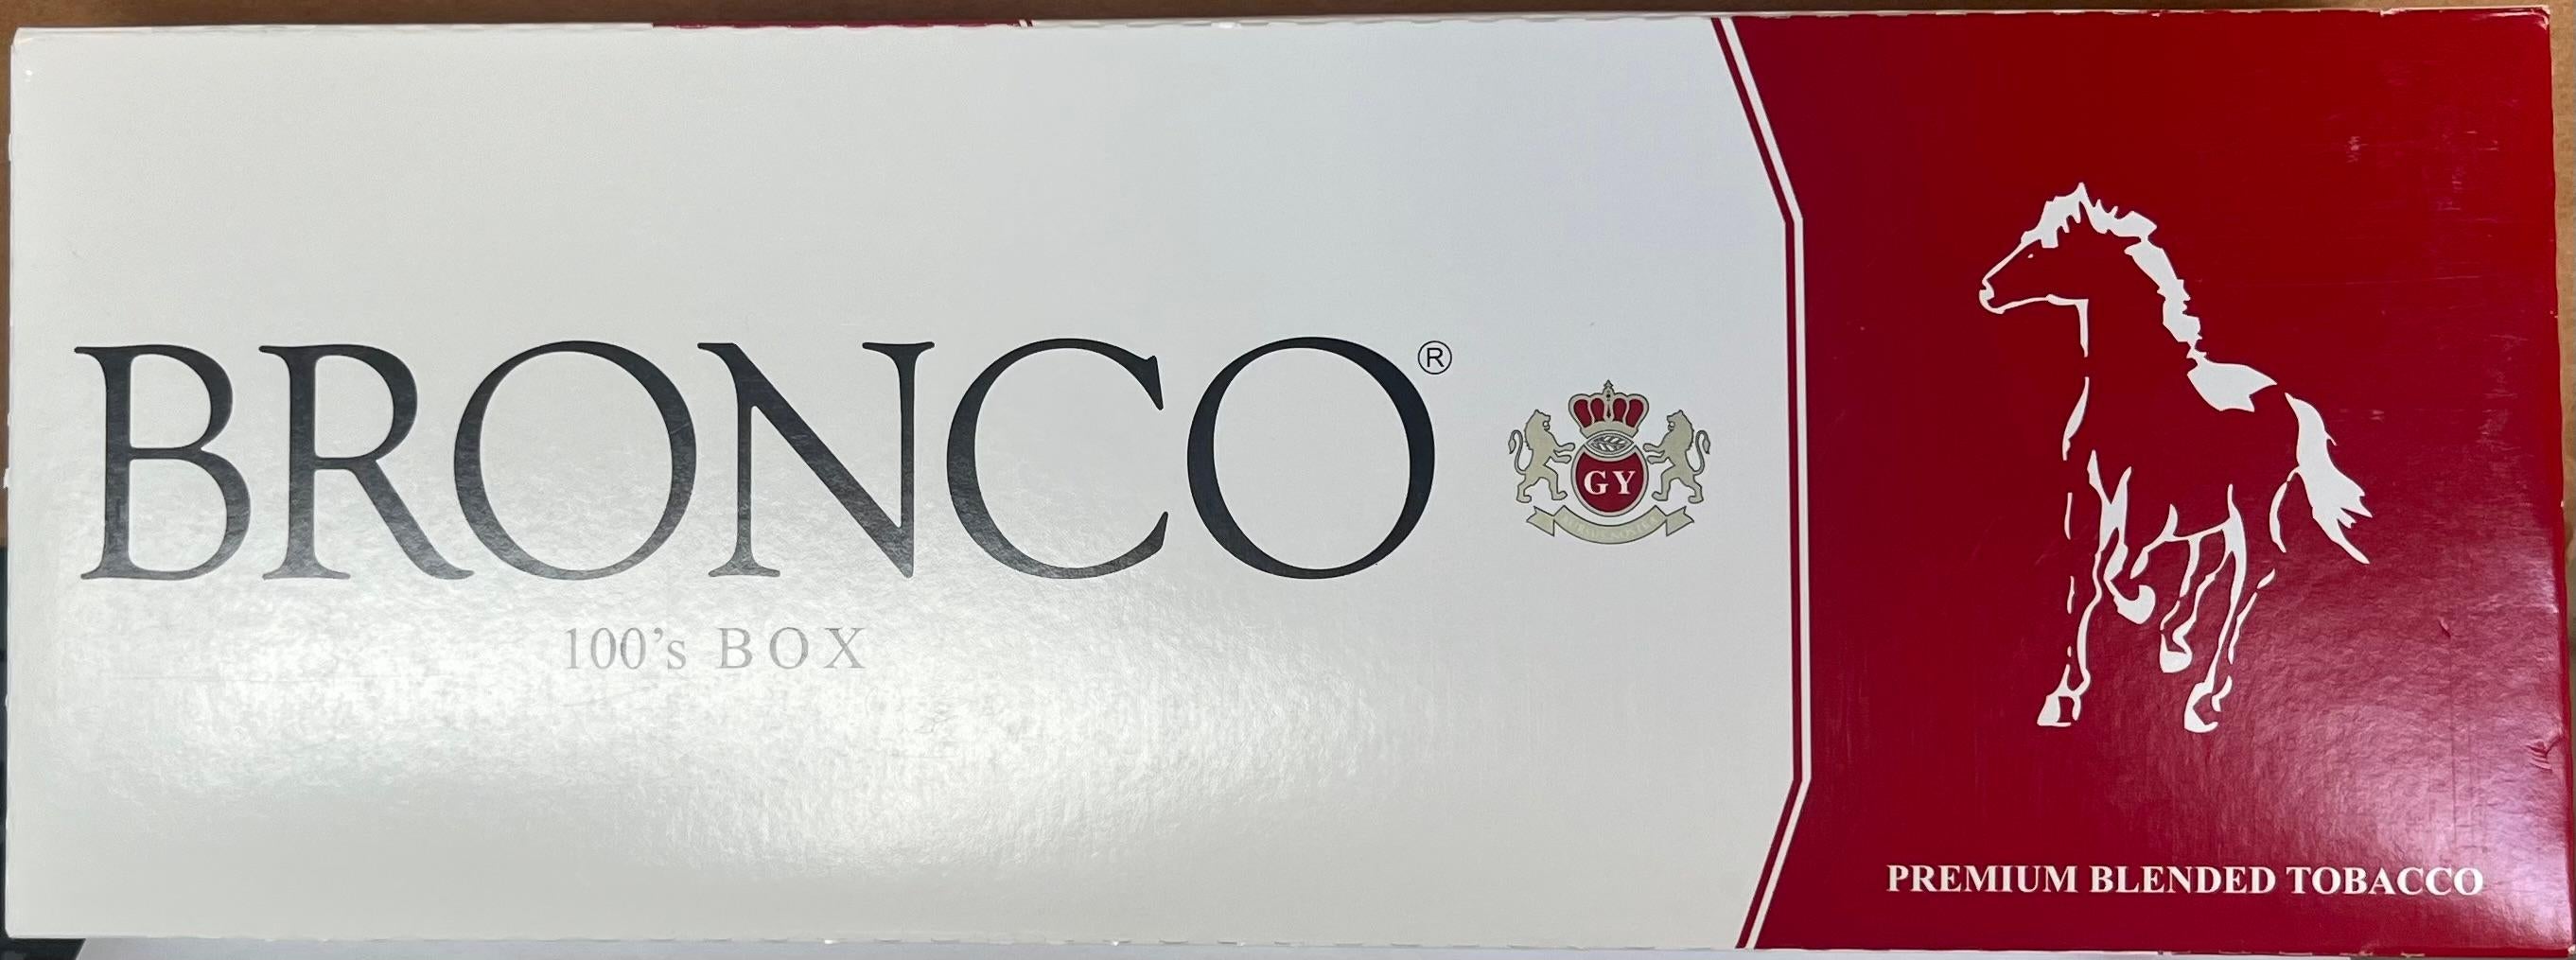 BRONCO®
100's BOX
GY
PREMIUM BLENDED TOBACCO